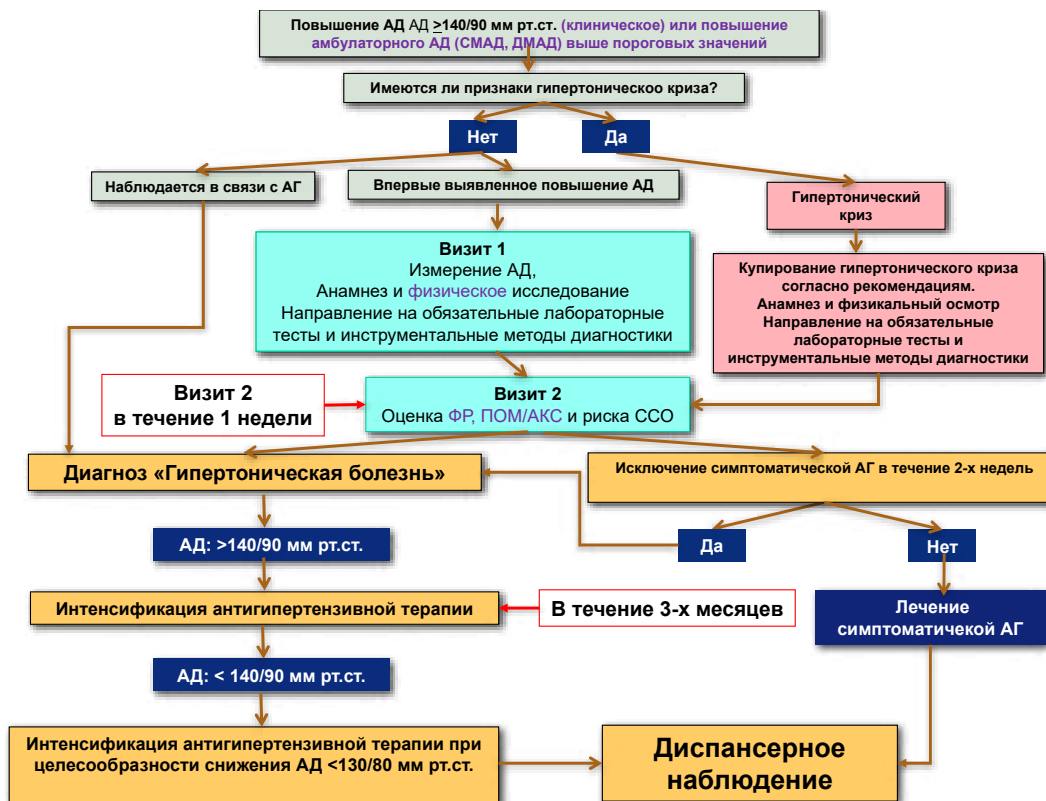 Повышение АД АД >140/90 мм рт.ст. (клиническое) или повышение
амбулаторного АД (СМАД, ДМАД) выше пороговых значений
Имеются ли признаки гипертоническоо криза?
Нет
Да
Наблюдается в связи с АГ
Впервые выявленное повышение АД
Гипертонический
криз
Визит 1
Измерение АД,
Анамнез и физическое исследование
Направление на обязательные лабораторные
тесты и инструментальные методы диагностики
Купирование гипертонического криза
согласно рекомендациям.
Анамнез и физикальный осмотр
Направление на обязательные
лабораторные тесты и
инструментальные методы диагностики
Визит 2
в течение 1 недели
Визит 2
Оценка ФР, ПОМ/АКС и риска ССО
Диагноз «Гипертоническая болезнь»
Исключение симптоматической АГ в течение 2-х недель
АД: >140/90 мм рт.ст.
Да
Нет
Интенсификация антигипертензивной терапии
В течение 3-х месяцев
Лечение
симптоматичекой АГ
АД: < 140/90 мм рт.ст.
Интенсификация антигипертензивной терапии при
целесообразности снижения АД <130/80 мм рт.ст.
Диспансерное
наблюдение